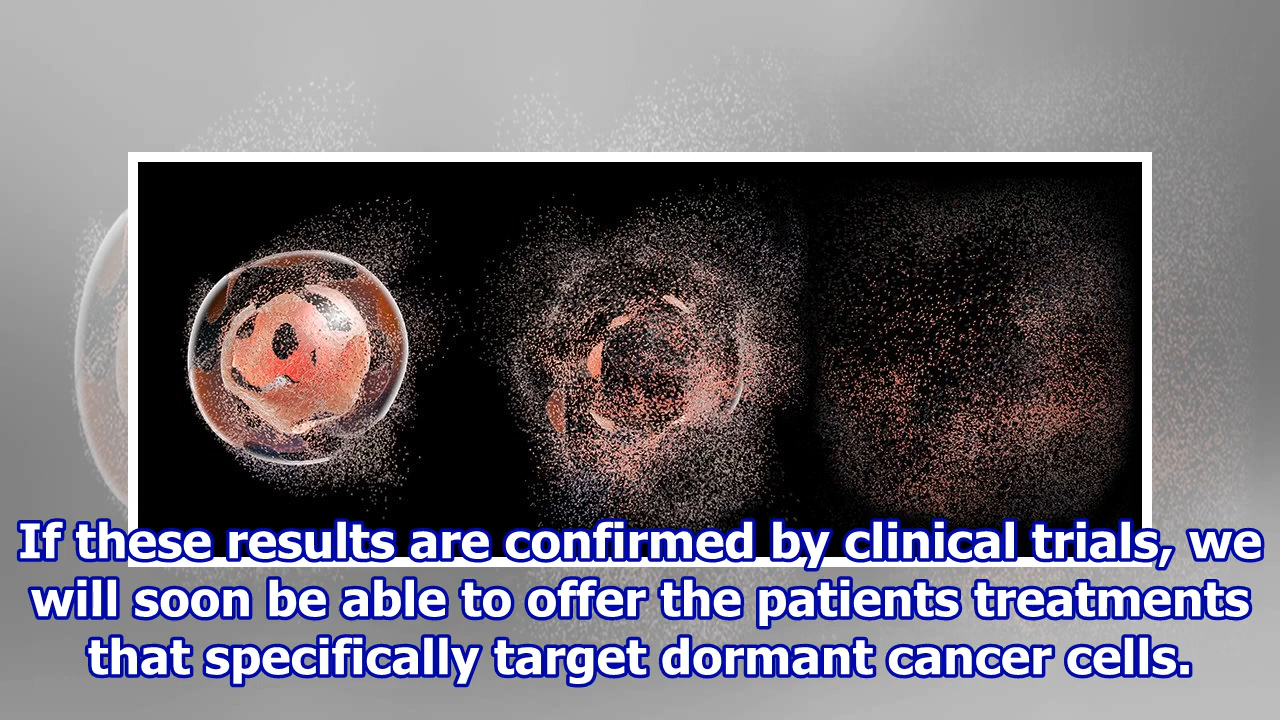 If these results are confirmed by clinical trials, we
will soon be able to offer the patients treatments
that specifically target dormant cancer cells.